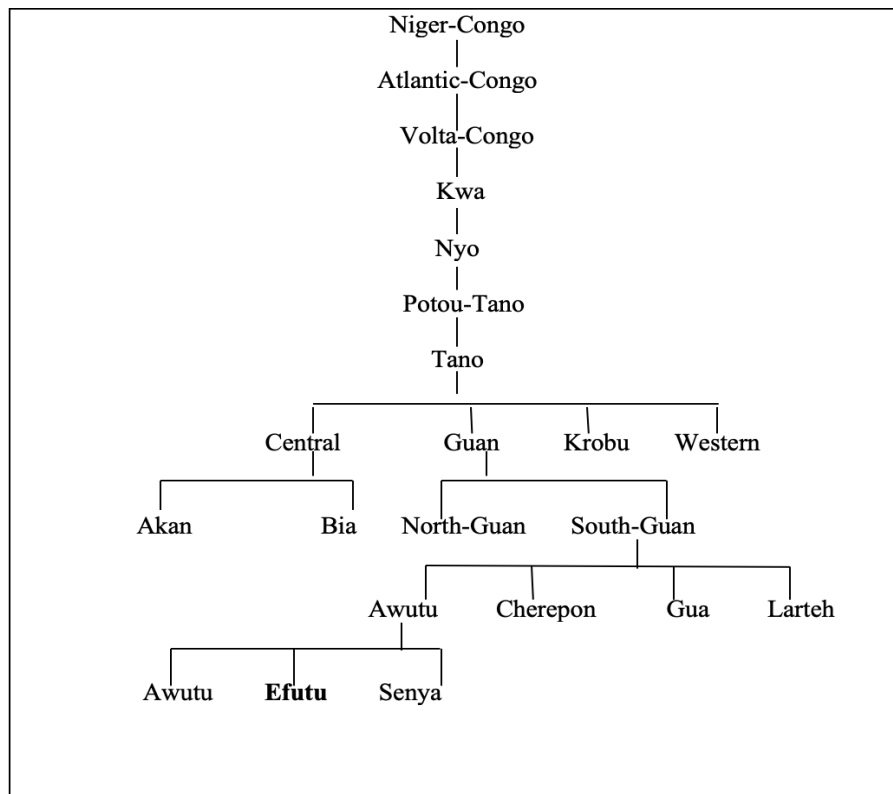 Niger-Congo
Atlantic-Congo
Volta-Congo
Kwa
Nyo
Potou-Tano
Tano
Central Guan Krobu Western
Akan Bia North-Guan South-Guan
Awutu Cherepon Gua Larteh
Awutu Efutu Senya